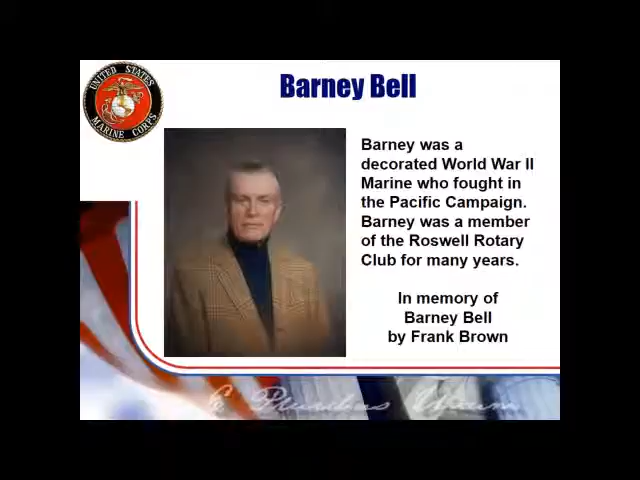 Barney Bell
UNITED STATES
MARINE CORPS
Barney was a
decorated World War II
Marine who fought in
the Pacific Campaign.
Barney was a member
of the Roswell Rotary
Club for many years.
In memory of
Barney Bell
by Frank Brown
E Pluribus Unum